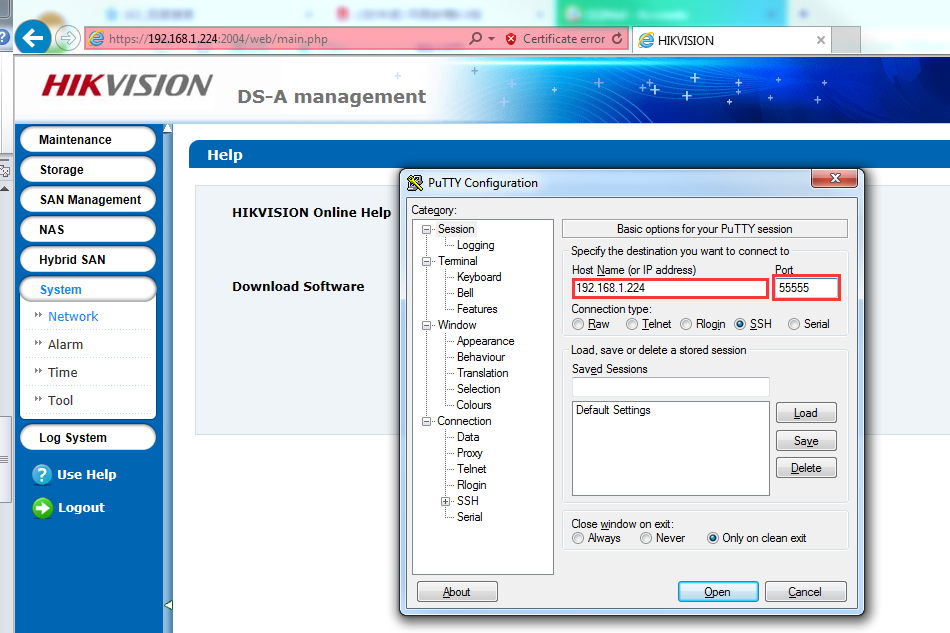 https://192.168.1.224:2004/web/main.php
Certificate error
HIKVISION
HIKVISION
DS-A management
Maintenance
Storage
SAN Management
NAS
Hybrid SAN
System
Network
Alarm
Time
Tool
Log System
Use Help
Logout
Help
HIKVISION Online Help
Download Software
PuTTY Configuration
Category:
Session
Logging
Terminal
Keyboard
Bell
Features
Window
Appearance
Behaviour
Translation
Selection
Colours
Connection
Data
Proxy
Telnet
Rlogin
SSH
Serial
Basic options for your PuTTY session
Specify the destination you want to connect to
Host Name (or IP address) Port
192.168.1.224 55555
Connection type:
Raw Telnet Rlogin SSH Serial
Load, save or delete a stored session
Saved Sessions
Default Settings
Load
Save
Delete
Close window on exit:
Always Never Only on clean exit
About Open Cancel